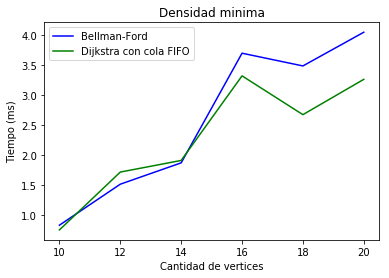 Densidad minima
Bellman-Ford
Dijkstra con cola FIFO
Tiempo (ms)
4.0
3.5
3.0
2.5
2.0
1.5
1.0
10 12 14 16 18 20
Cantidad de vertices